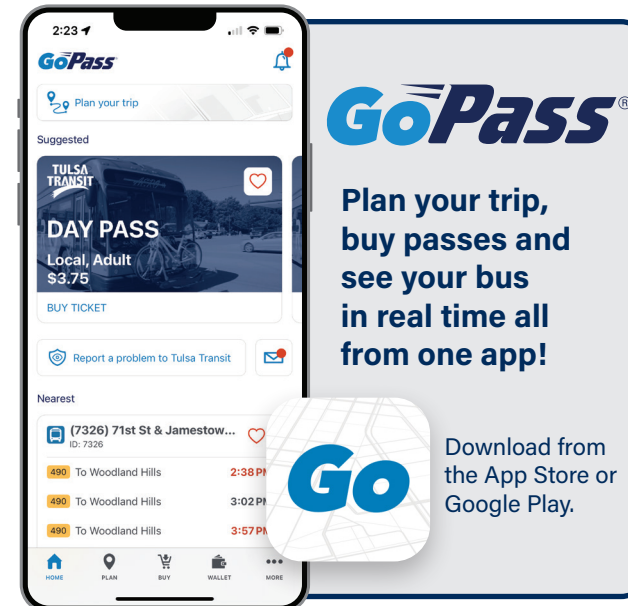 2:23
GoPass
Plan your trip
Suggested
TULSA
TRANSIT
DAY PASS
Local, Adult
$3.75
BUY TICKET
Report a problem to Tulsa Transit
Nearest
(7326) 71st St & Jamestow...
ID: 7326
490 To Woodland Hills 2:38 PM
490 To Woodland Hills 3:02 PM
490 To Woodland Hills 3:57 PM
HOME PLAN BUY WALLET MORE
GoPass®
Plan your trip,
buy passes and
see your bus
in real time all
from one app!
Go
Download from
the App Store or
Google Play.